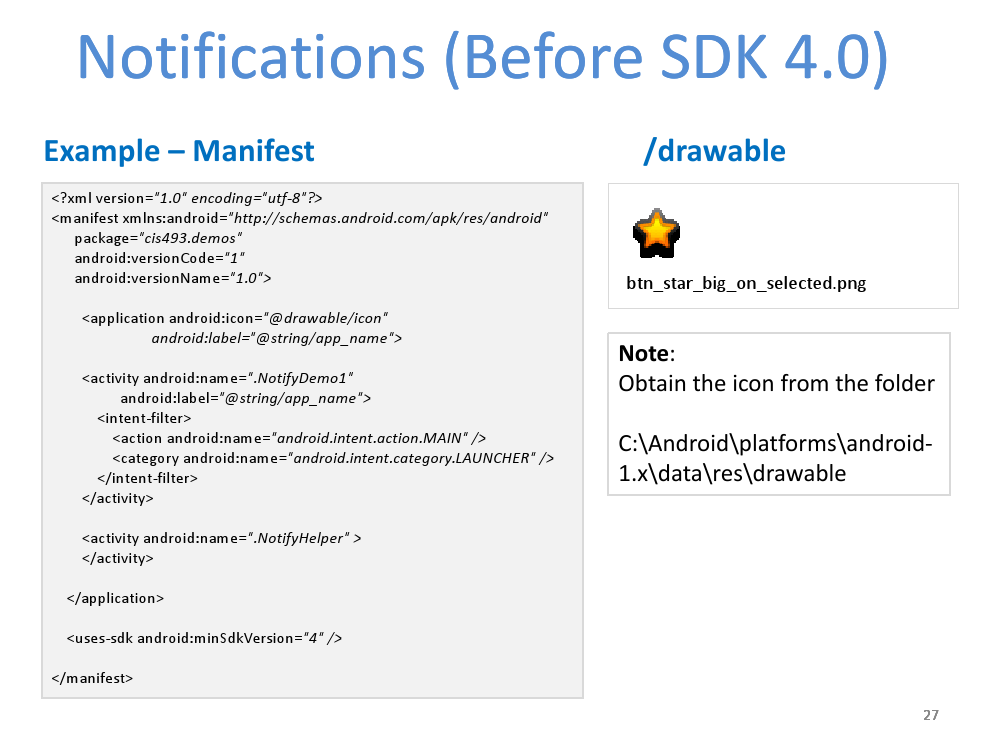 Notifications (Before SDK 4.0)
Example – Manifest
<?xml version="1.0" encoding="utf-8"?>
<manifest xmlns:android="http://schemas.android.com/apk/res/android"
package="cis493.demos"
android:versionCode="1"
android:versionName="1.0">
<application android:icon="@drawable/icon"
android:label="@string/app_name">
<activity android:name=".NotifyDemo1"
android:label="@string/app_name">
<intent-filter>
<action android:name="android.intent.action.MAIN" />
<category android:name="android.intent.category.LAUNCHER" />
</intent-filter>
</activity>
<activity android:name=".NotifyHelper" >
</activity>
</application>
<uses-sdk android:minSdkVersion="4" />
</manifest>
/drawable
btn_star_big_on_selected.png
Note:
Obtain the icon from the folder
C:\Android\platforms\android-
1.x\data\res\drawable
27